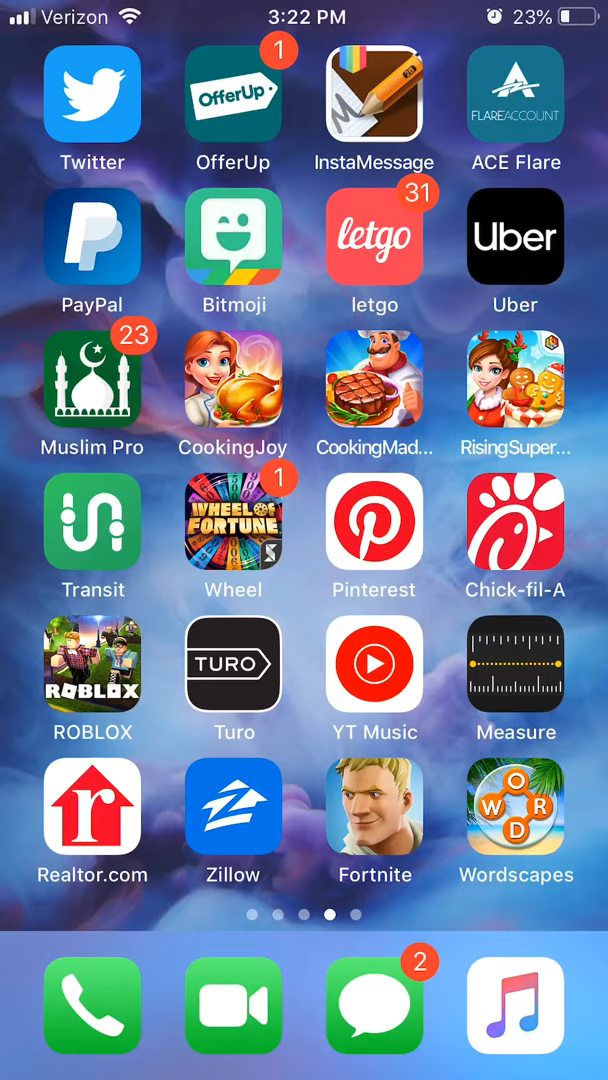 Verizon 3:22 PM 23%
1
OfferUp
2B
FLAREACCOUNT
Twitter OfferUp InstaMessage ACE Flare
31
letgo
Uber
PayPal Bitmoji letgo Uber
23
Muslim Pro CookingJoy CookingMad... RisingSuper...
1
WHEEL OF
FORTUNE
Transit Wheel Pinterest Chick-fil-A
ROBLOX
TURO
ROBLOX Turo YT Music Measure
r
W O R D
Realtor.com Zillow Fortnite Wordscapes
2